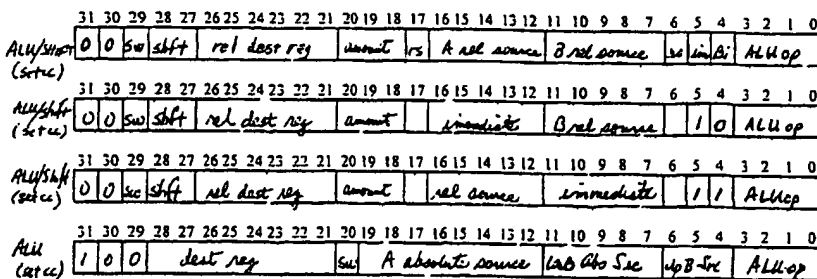 31 30 29 28 27 26 25 24 23 22 21 20 19 18 17 16 15 14 13 12 11 10 9 8 7 6 5 4 3 2 1 0
ALU/Shift 0 0 sw shft rel dest reg amount rs A rel source B rel source im Bi ALU op
(setcc)
31 30 29 28 27 26 25 24 23 22 21 20 19 18 17 16 15 14 13 12 11 10 9 8 7 6 5 4 3 2 1 0
ALU/Shft 0 0 sw shft rel dest reg amount immediate B rel source 1 0 ALU op
(setcc)
31 30 29 28 27 26 25 24 23 22 21 20 19 18 17 16 15 14 13 12 11 10 9 8 7 6 5 4 3 2 1 0
ALU/Shft 0 0 sc shft rel dest reg amount rel source immediate 1 1 ALU op
(setcc)
31 30 29 28 27 26 25 24 23 22 21 20 19 18 17 16 15 14 13 12 11 10 9 8 7 6 5 4 3 2 1 0
ALU 1 0 0 dest reg A absolute source Abs Src ALU op
(setcc)